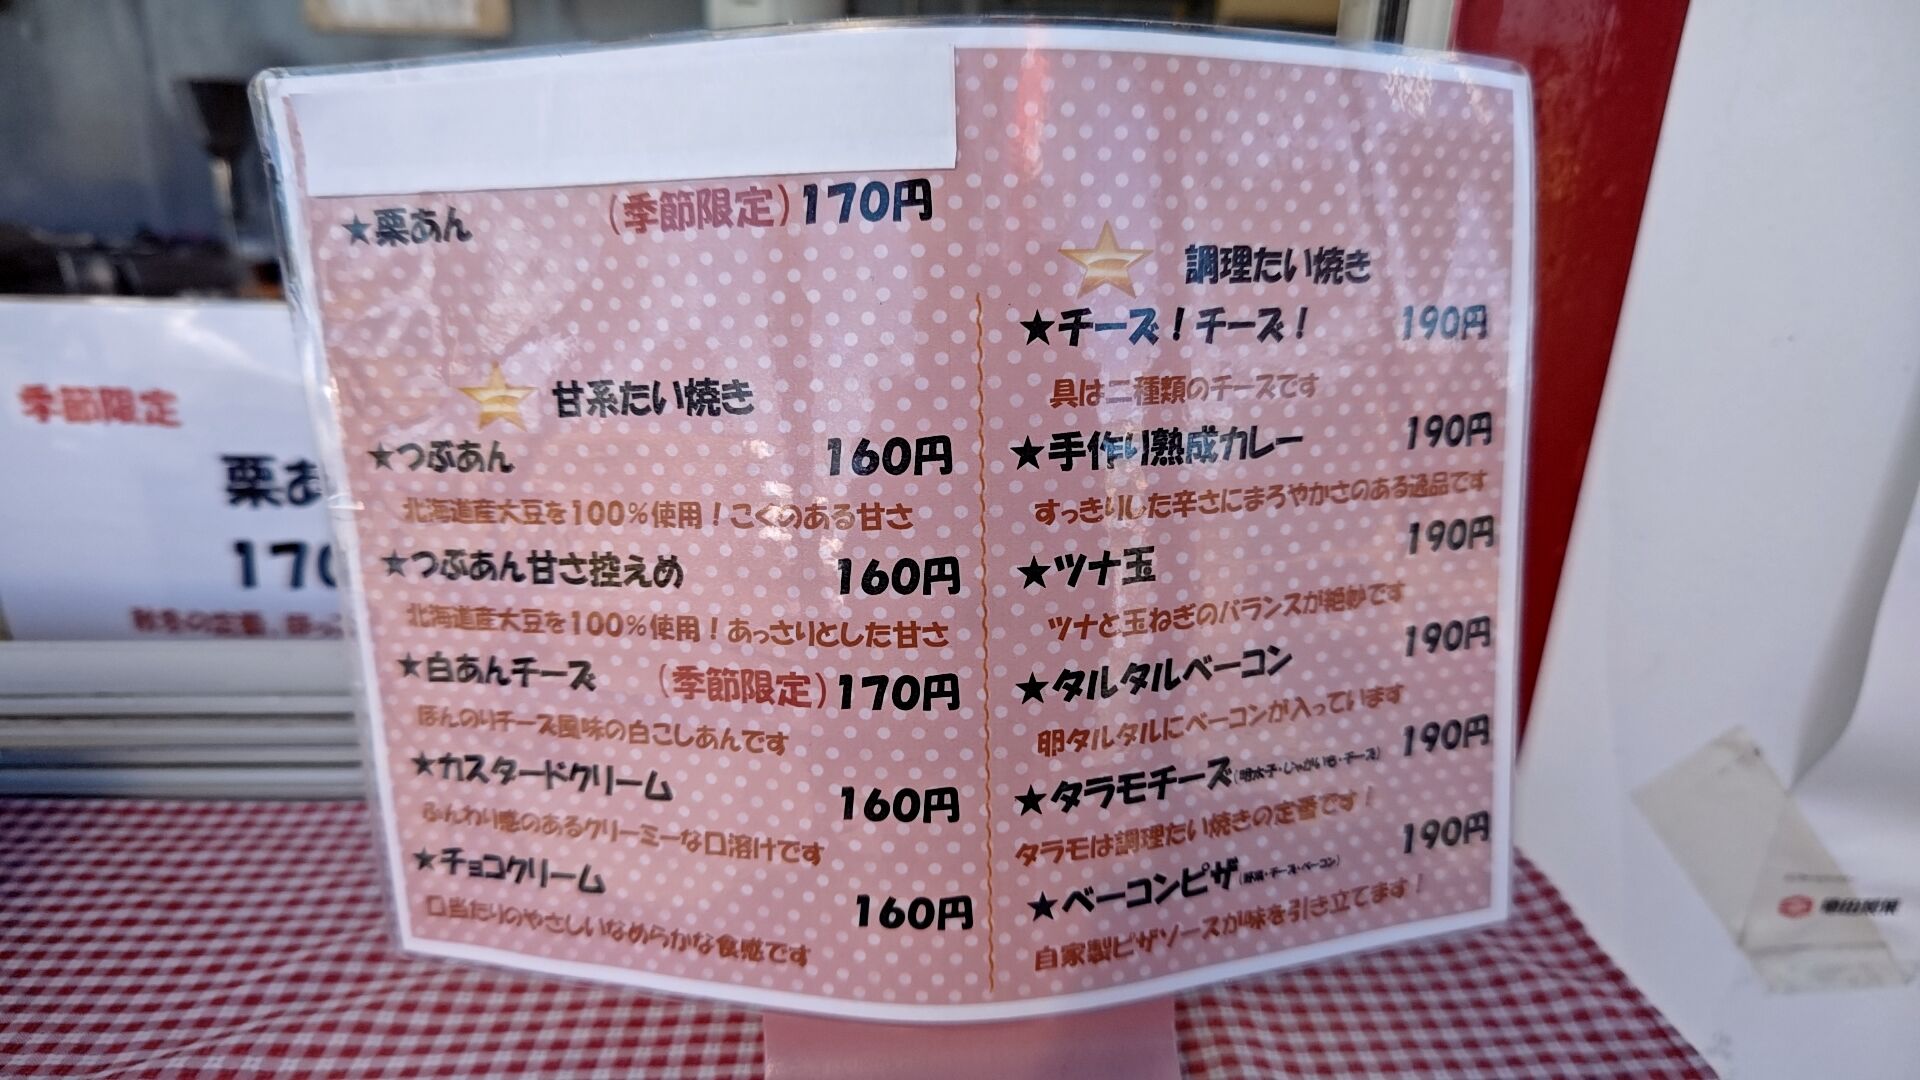 ★栗あん (季節限定) 170円
甘系たい焼き
★つぶあん 160円
北海道産大豆を100%使用!こくのある甘さ
★つぶあん甘さ控えめ 160円
北海道産大豆を100%使用!あっさりとした甘さ
★白あんチーズ (季節限定) 170円
ほんのりチーズ風味の白こしあんです
★カスタードクリーム 160円
ふんわり感のあるクリーミーな口溶けです
★チョコクリーム 160円
口当たりのやさしいなめらかな食感です
調理たい焼き
★チーズ!チーズ! 190円
具は二種類のチーズです
★手作り熟成カレー 190円
すっきりした辛さにまろやかさのある逸品です
★ツナ玉 190円
ツナと玉ねぎのバランスが絶妙です
★タルタルベーコン 190円
卵タルタルにベーコンが入っています
★タラモチーズ(明太子・じゃがいも・チーズ) 190円
タラモは調理たい焼きの定番です!
★ベーコンピザ 190円
自家製ピザソースが味を引き立てます!
季節限定
栗あ
170